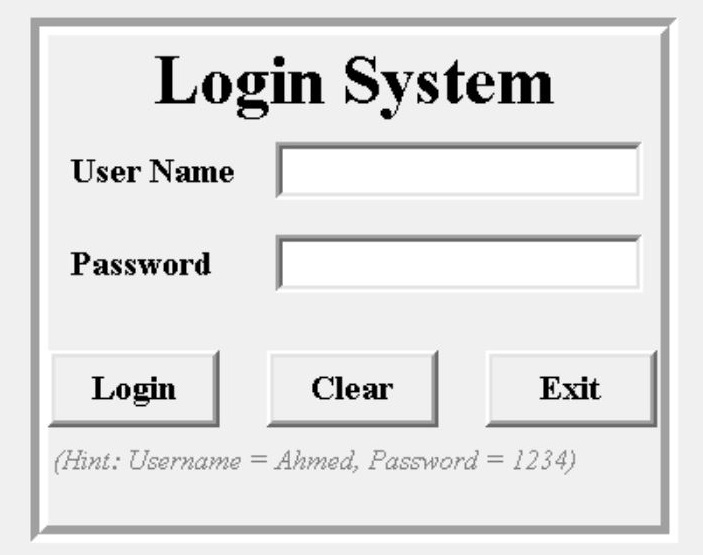 Login System
User Name
Password
Login Clear Exit
(Hint: Username = Ahmed, Password = 1234)